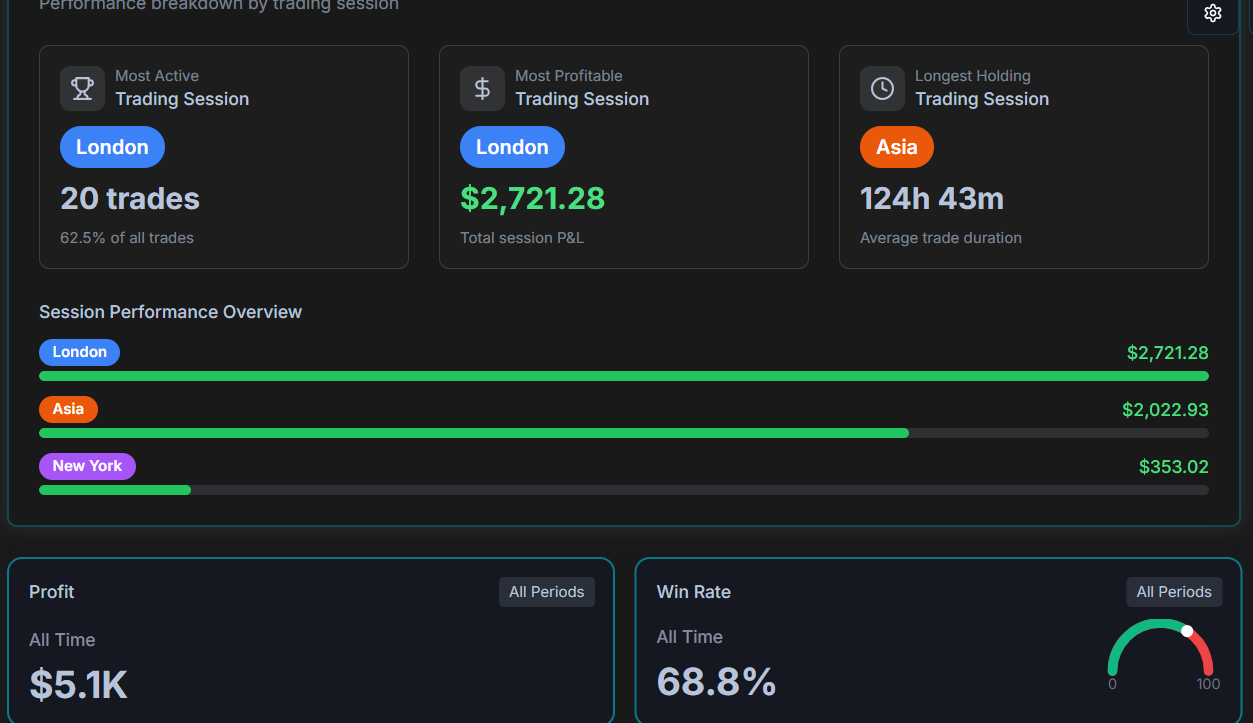 Performance breakdown by trading session
Most Active
Trading Session
London
20 trades
62.5% of all trades
Most Profitable
Trading Session
London
$2,721.28
Total session P&L
Longest Holding
Trading Session
Asia
124h 43m
Average trade duration
Session Performance Overview
London
$2,721.28
Asia
$2,022.93
New York
$353.02
Profit
All Periods
All Time
$5.1K
Win Rate
All Periods
All Time
68.8%
0
100